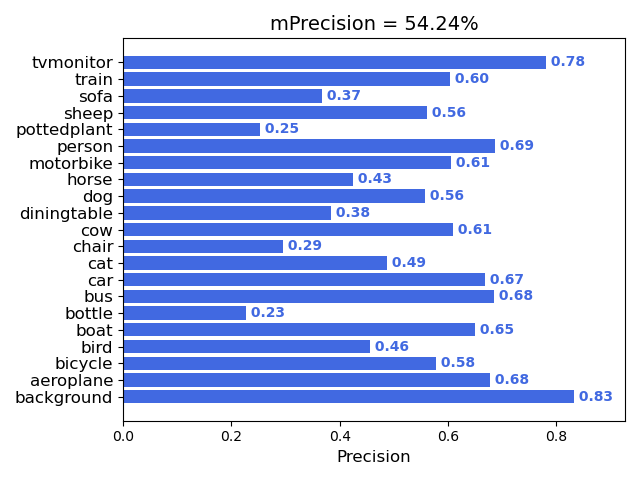 mPrecision = 54.24%
tvmonitor 0.78
train 0.60
sofa 0.37
sheep 0.56
pottedplant 0.25
person 0.69
motorbike 0.61
horse 0.43
dog 0.56
diningtable 0.38
cow 0.61
chair 0.29
cat 0.49
car 0.67
bus 0.68
bottle 0.23
boat 0.65
bird 0.46
bicycle 0.58
aeroplane 0.68
background 0.83
0.0 0.2 0.4 0.6 0.8
Precision